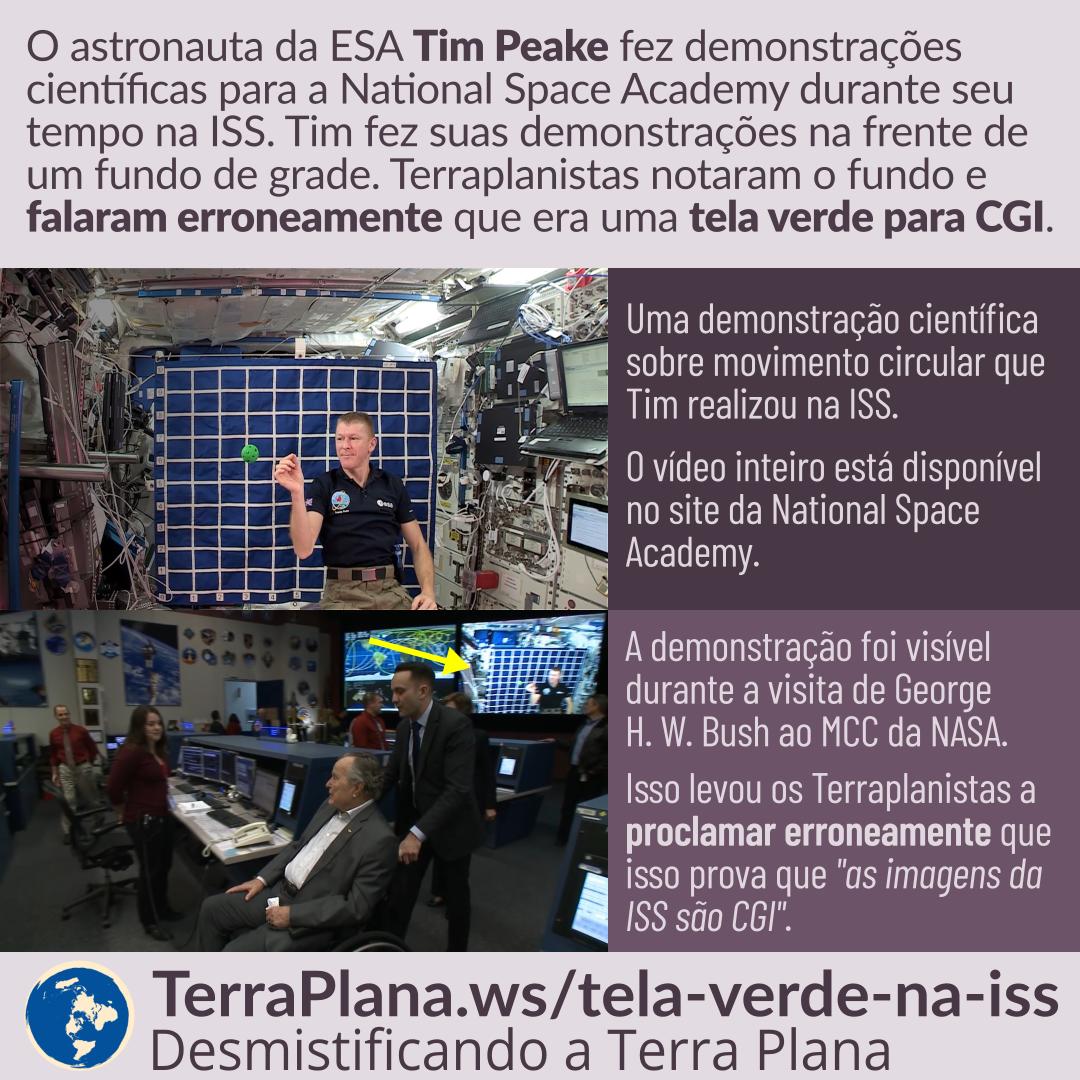 O astronauta da ESA Tim Peake fez demonstrações
científicas para a National Space Academy durante seu
tempo na ISS. Tim fez suas demonstrações na frente de
um fundo de grade. Terraplanistas notaram o fundo e
falaram erroneamente que era uma tela verde para CGI.
Uma demonstração científica
sobre movimento circular que
Tim realizou na ISS.
O vídeo inteiro está disponível
no site da National Space
Academy.
A demonstração foi visível
durante a visita de George
H. W. Bush ao MCC da NASA.
Isso levou os Terraplanistas a
proclamar erroneamente que
isso prova que "as imagens da
ISS são CGI".
TerraPlana.ws/tela-verde-na-iss
Desmistificando a Terra Plana